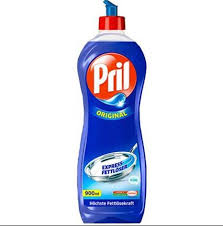 Pril
ORIGINAL
EXPRESS-
FETTLÖSER
900ml
Höchste Fettlösekraft